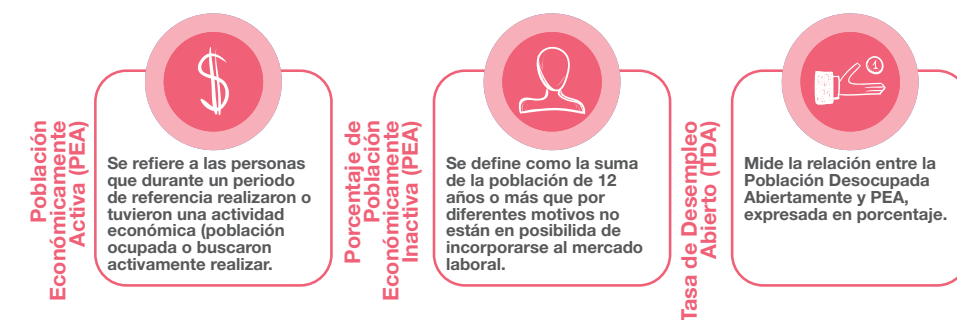 Población
Económicamente
Activa (PEA)
$
Se refiere a las personas
que durante un periodo
de referencia realizaron o
tuvieron una actividad
económica (población
ocupada o buscaron
activamente realizar.
Porcentaje de
Población
Económicamente
Inactiva (PEA)
Se define como la suma
de la población de 12
años o más que por
diferentes motivos no
están en posibilida de
incorporarse al mercado
laboral.
Tasa de Desempleo
Abierto (TDA)
1
Mide la relación entre la
Población Desocupada
Abiertamente y PEA,
expresada en porcentaje.